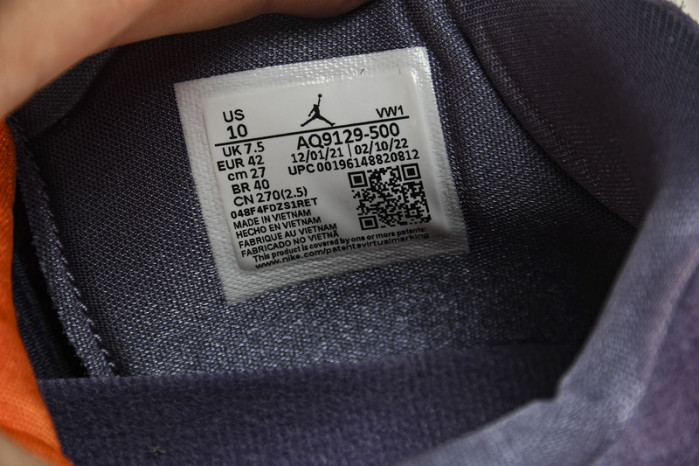 US
10
VW1
UK 7.5
AQ9129-500
EUR 42
12/01/21 | 02/10/22
cm 27
UPC 00196148820812
BR 40
CN 270(2.5)
048F4FDZS1RET
MADE IN VIETNAM
HECHO EN VIETNAM
FABRIQUE AU VIETNAM
FABRICADO NO VIETNÃ
This product is covered by one or more patents:
www.nike.com/patents&virtualmarking